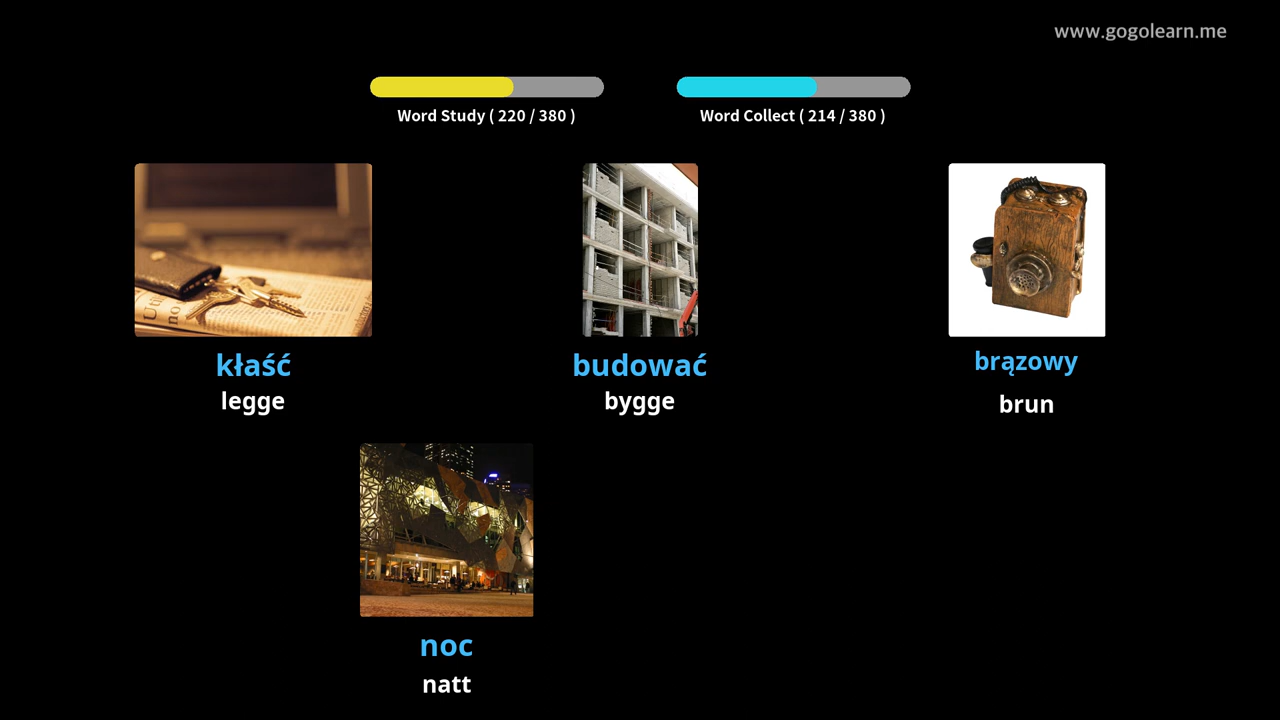 www.gogolearn.me
Word Study ( 220 / 380 )
Word Collect ( 214 / 380 )
kłaść
legge
budować
bygge
brązowy
brun
noc
natt